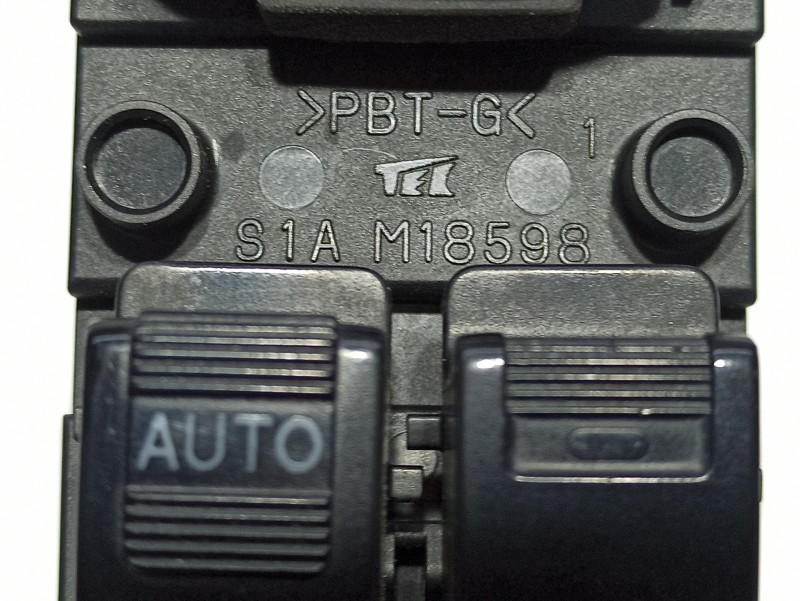 >PBT-G<
1
TEC
S1A M18598
AUTO